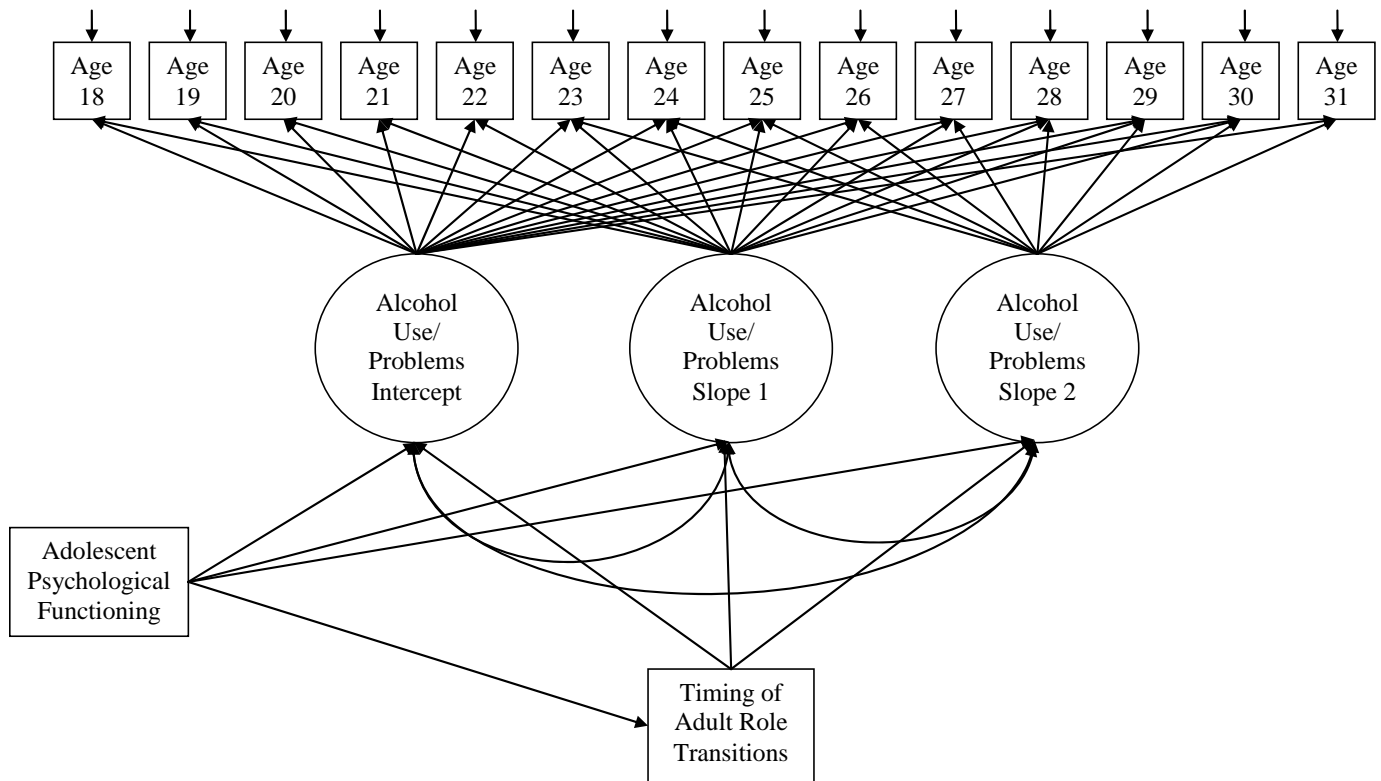 Age Age Age Age Age Age Age Age Age Age Age Age Age Age
18 19 20 21 22 23 24 25 26 27 28 29 30 31
Alcohol
Use/
Problems
Intercept
Alcohol
Use/
Problems
Slope 1
Alcohol
Use/
Problems
Slope 2
Adolescent
Psychological
Functioning
Timing of
Adult Role
Transitions